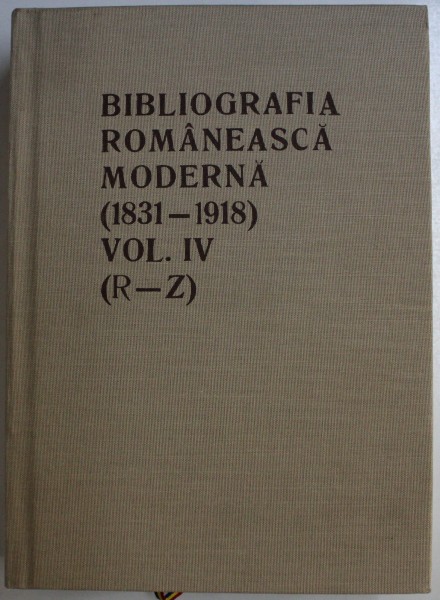 BIBLIOGRAFIA
ROMÂNEASCĂ
MODERNĂ
(1831—1918)
VOL. IV
(R—Z)